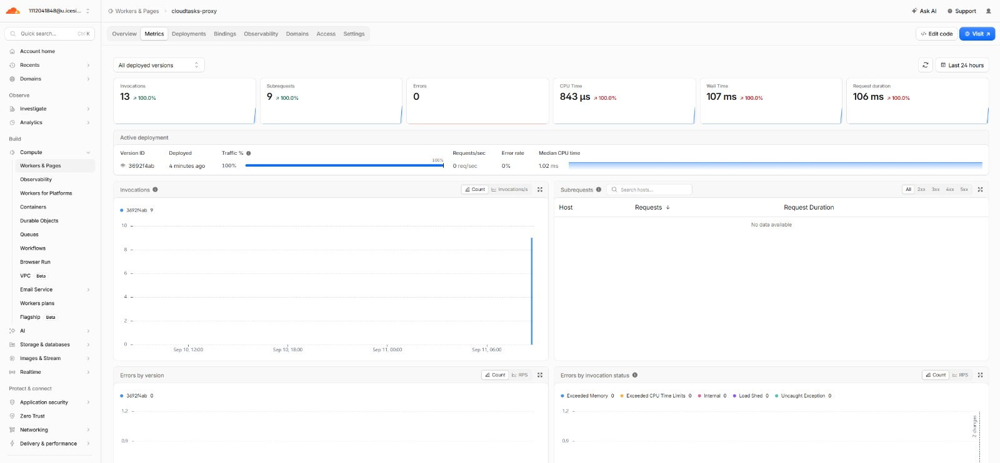 1112041848@u.icesi...
Workers & Pages
cloudtasks-proxy
Ask AI
Support
Quick search...
Ctrl K
Overview
Metrics
Deployments
Bindings
Observability
Domains
Access
Settings
Edit code
Visit
Account home
Recents
Domains
Observe
Investigate
Analytics
Build
Compute
Workers & Pages
Observability
Workers for Platforms
Containers
Durable Objects
Queues
Workflows
Browser Run
VPC Beta
Email Service
Workers plans
Flagship Beta
AI
Storage & databases
Images & Stream
Realtime
Protect & connect
Application security
Zero Trust
Networking
Delivery & performance
All deployed versions
Last 24 hours
Invocations
13 100.0%
Subrequests
9 100.0%
Errors
0
CPU Time
843 µs 100.0%
Wall Time
107 ms 100.0%
Request duration
106 ms 100.0%
Active deployment
Version ID
Deployed
Traffic %
Requests/sec
Error rate
Median CPU time
3692f4ab
4 minutes ago
100%
100%
0 req/sec
0%
1.02 ms
Invocations
Count
Invocations/s
3692f4ab 9
10
8
6
4
2
0
Sep 10, 12:00
Sep 10, 18:00
Sep 11, 00:00
Sep 11, 06:00
Subrequests
Search hosts...
All
2xx
3xx
4xx
5xx
Host
Requests
Request Duration
No data available
Errors by version
Count
RPS
3692f4ab 0
1.2
0.9
Errors by invocation status
Count
RPS
Exceeded Memory 0
Exceeded CPU Time Limits 0
Internal 0
Load Shed 0
Uncaught Exception 0
1.2
0.9
2 changes